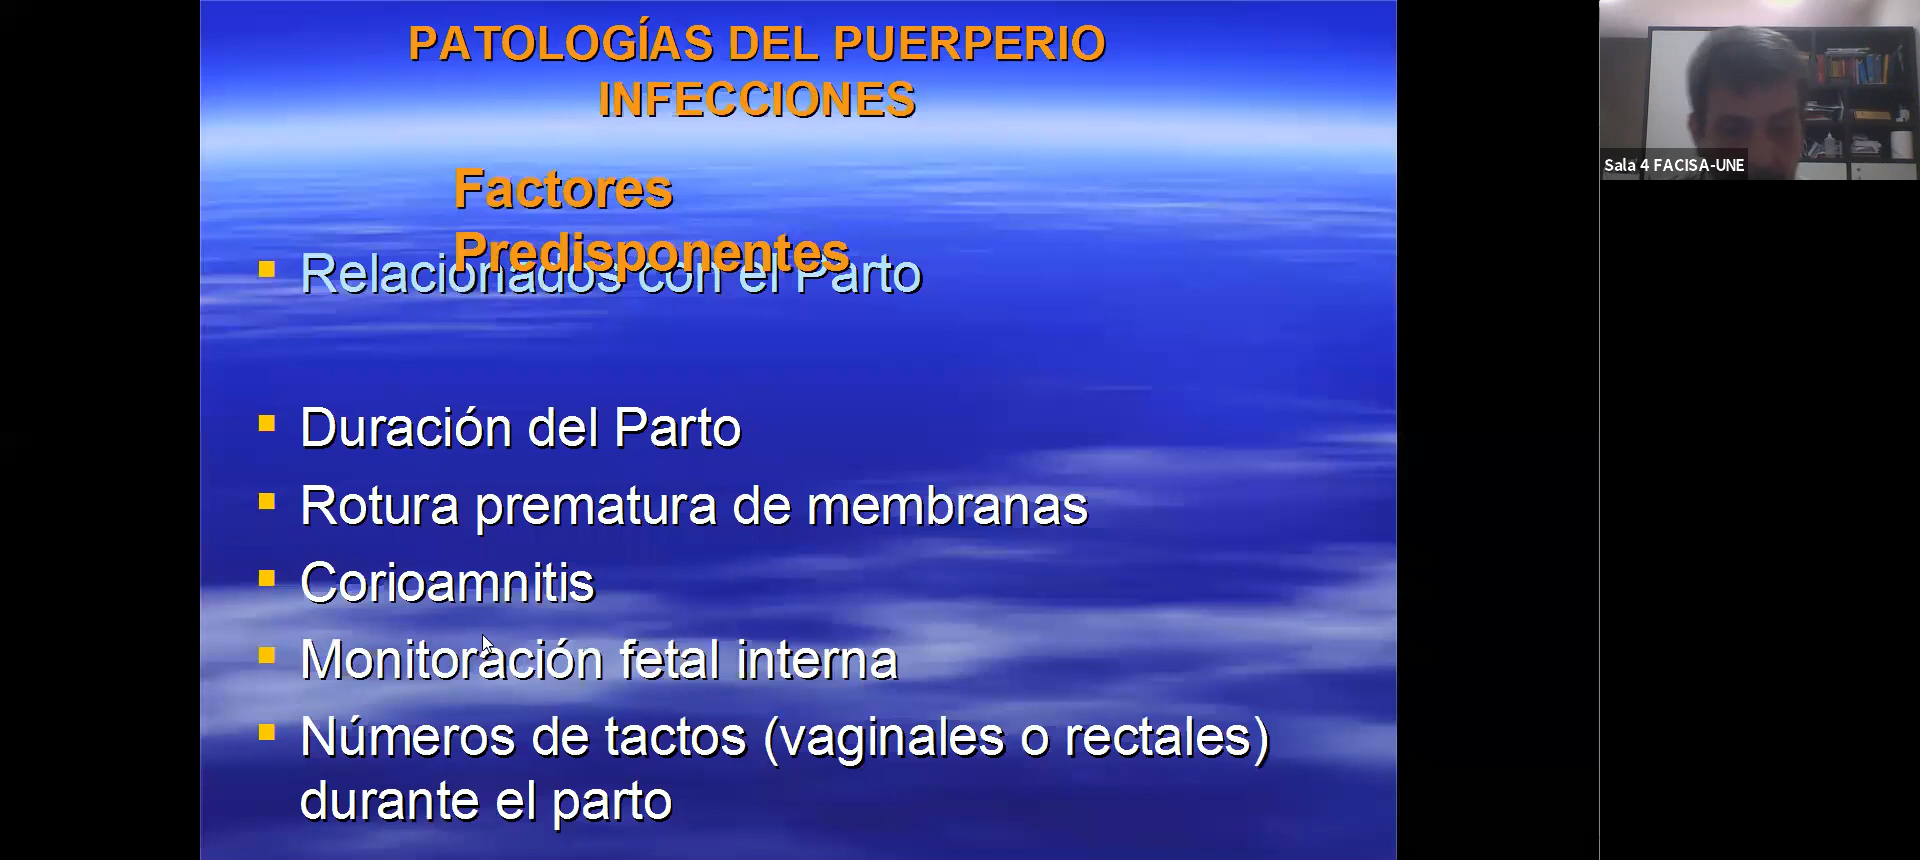 PATOLOGÍAS DEL PUERPERIO
INFECCIONES
Factores
Predisponentes
Relacionados con el Parto
Duración del Parto
Rotura prematura de membranas
Corioamnitis
Monitoración fetal interna
Números de tactos (vaginales o rectales)
durante el parto
Sala 4 FACISA-UNE